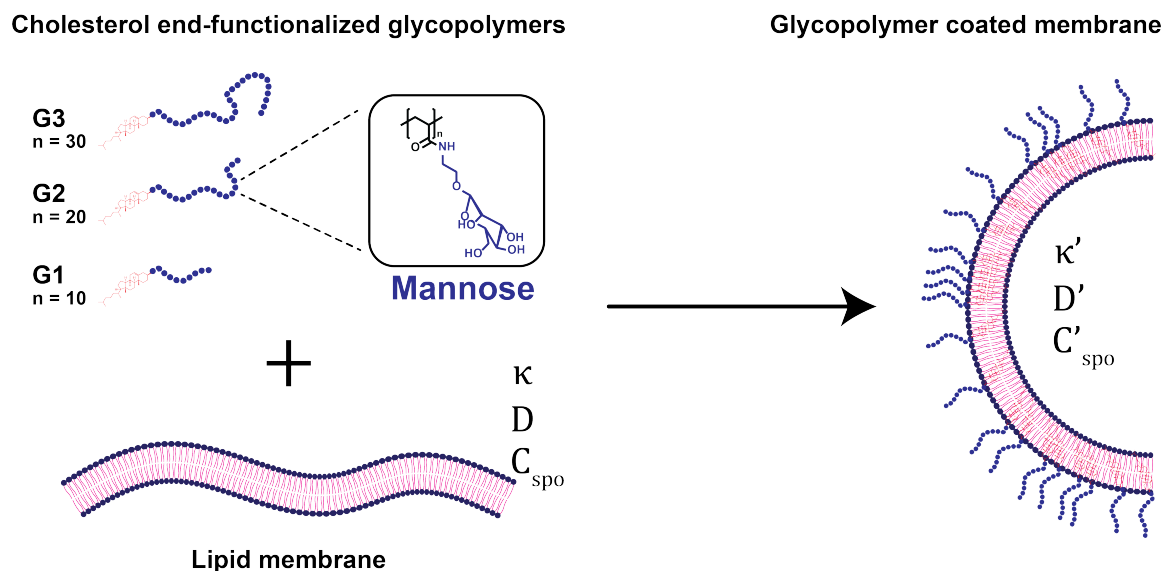 Cholesterol end-functionalized glycopolymers
Glycopolymer coated membrane
G3
n = 30
G2
n = 20
G1
n = 10
n
O
NH
O
O
HO
OH
HO
OH
Mannose
+
κ
D
Cspo
Lipid membrane
κ’
D’
C’spo